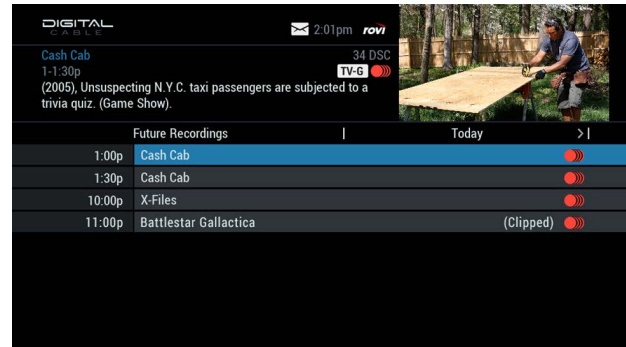 DIGITAL
CABLE
2:01pm rovi
Cash Cab 34 DSC
1-1:30p TV-G
(2005), Unsuspecting N.Y.C. taxi passengers are subjected to a
trivia quiz. (Game Show).
Future Recordings | Today >|
1:00p Cash Cab
1:30p Cash Cab
10:00p X-Files
11:00p Battlestar Gallactica (Clipped)